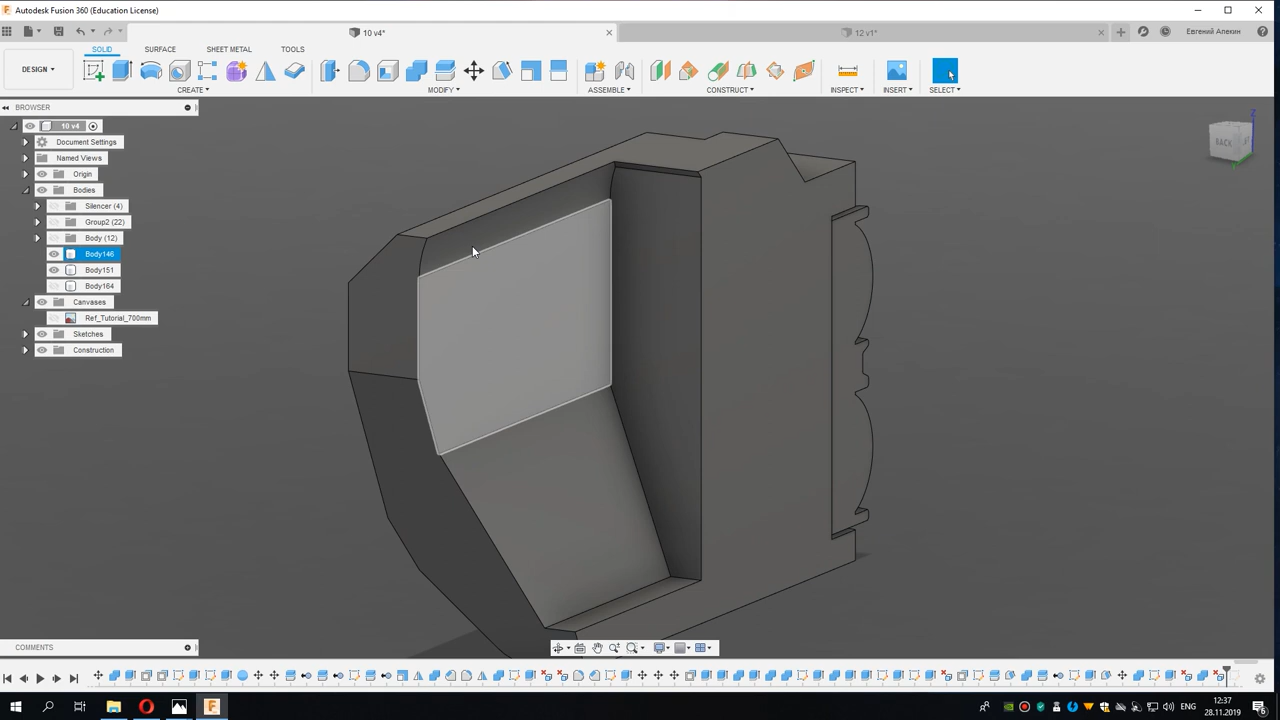 Autodesk Fusion 360 (Education License)
10 v4*
12 v1*
Евгений Апекин
SOLID SURFACE SHEET METAL TOOLS
DESIGN
CREATE MODIFY ASSEMBLE CONSTRUCT INSPECT INSERT SELECT
BROWSER
10 v4
Document Settings
Named Views
Origin
Bodies
Silencer (4)
Group2 (22)
Body (12)
Body146
Body151
Body164
Canvases
Ref_Tutorial_700mm
Sketches
Construction
Z
BACK
COMMENTS
ENG
12:37
28.11.2019